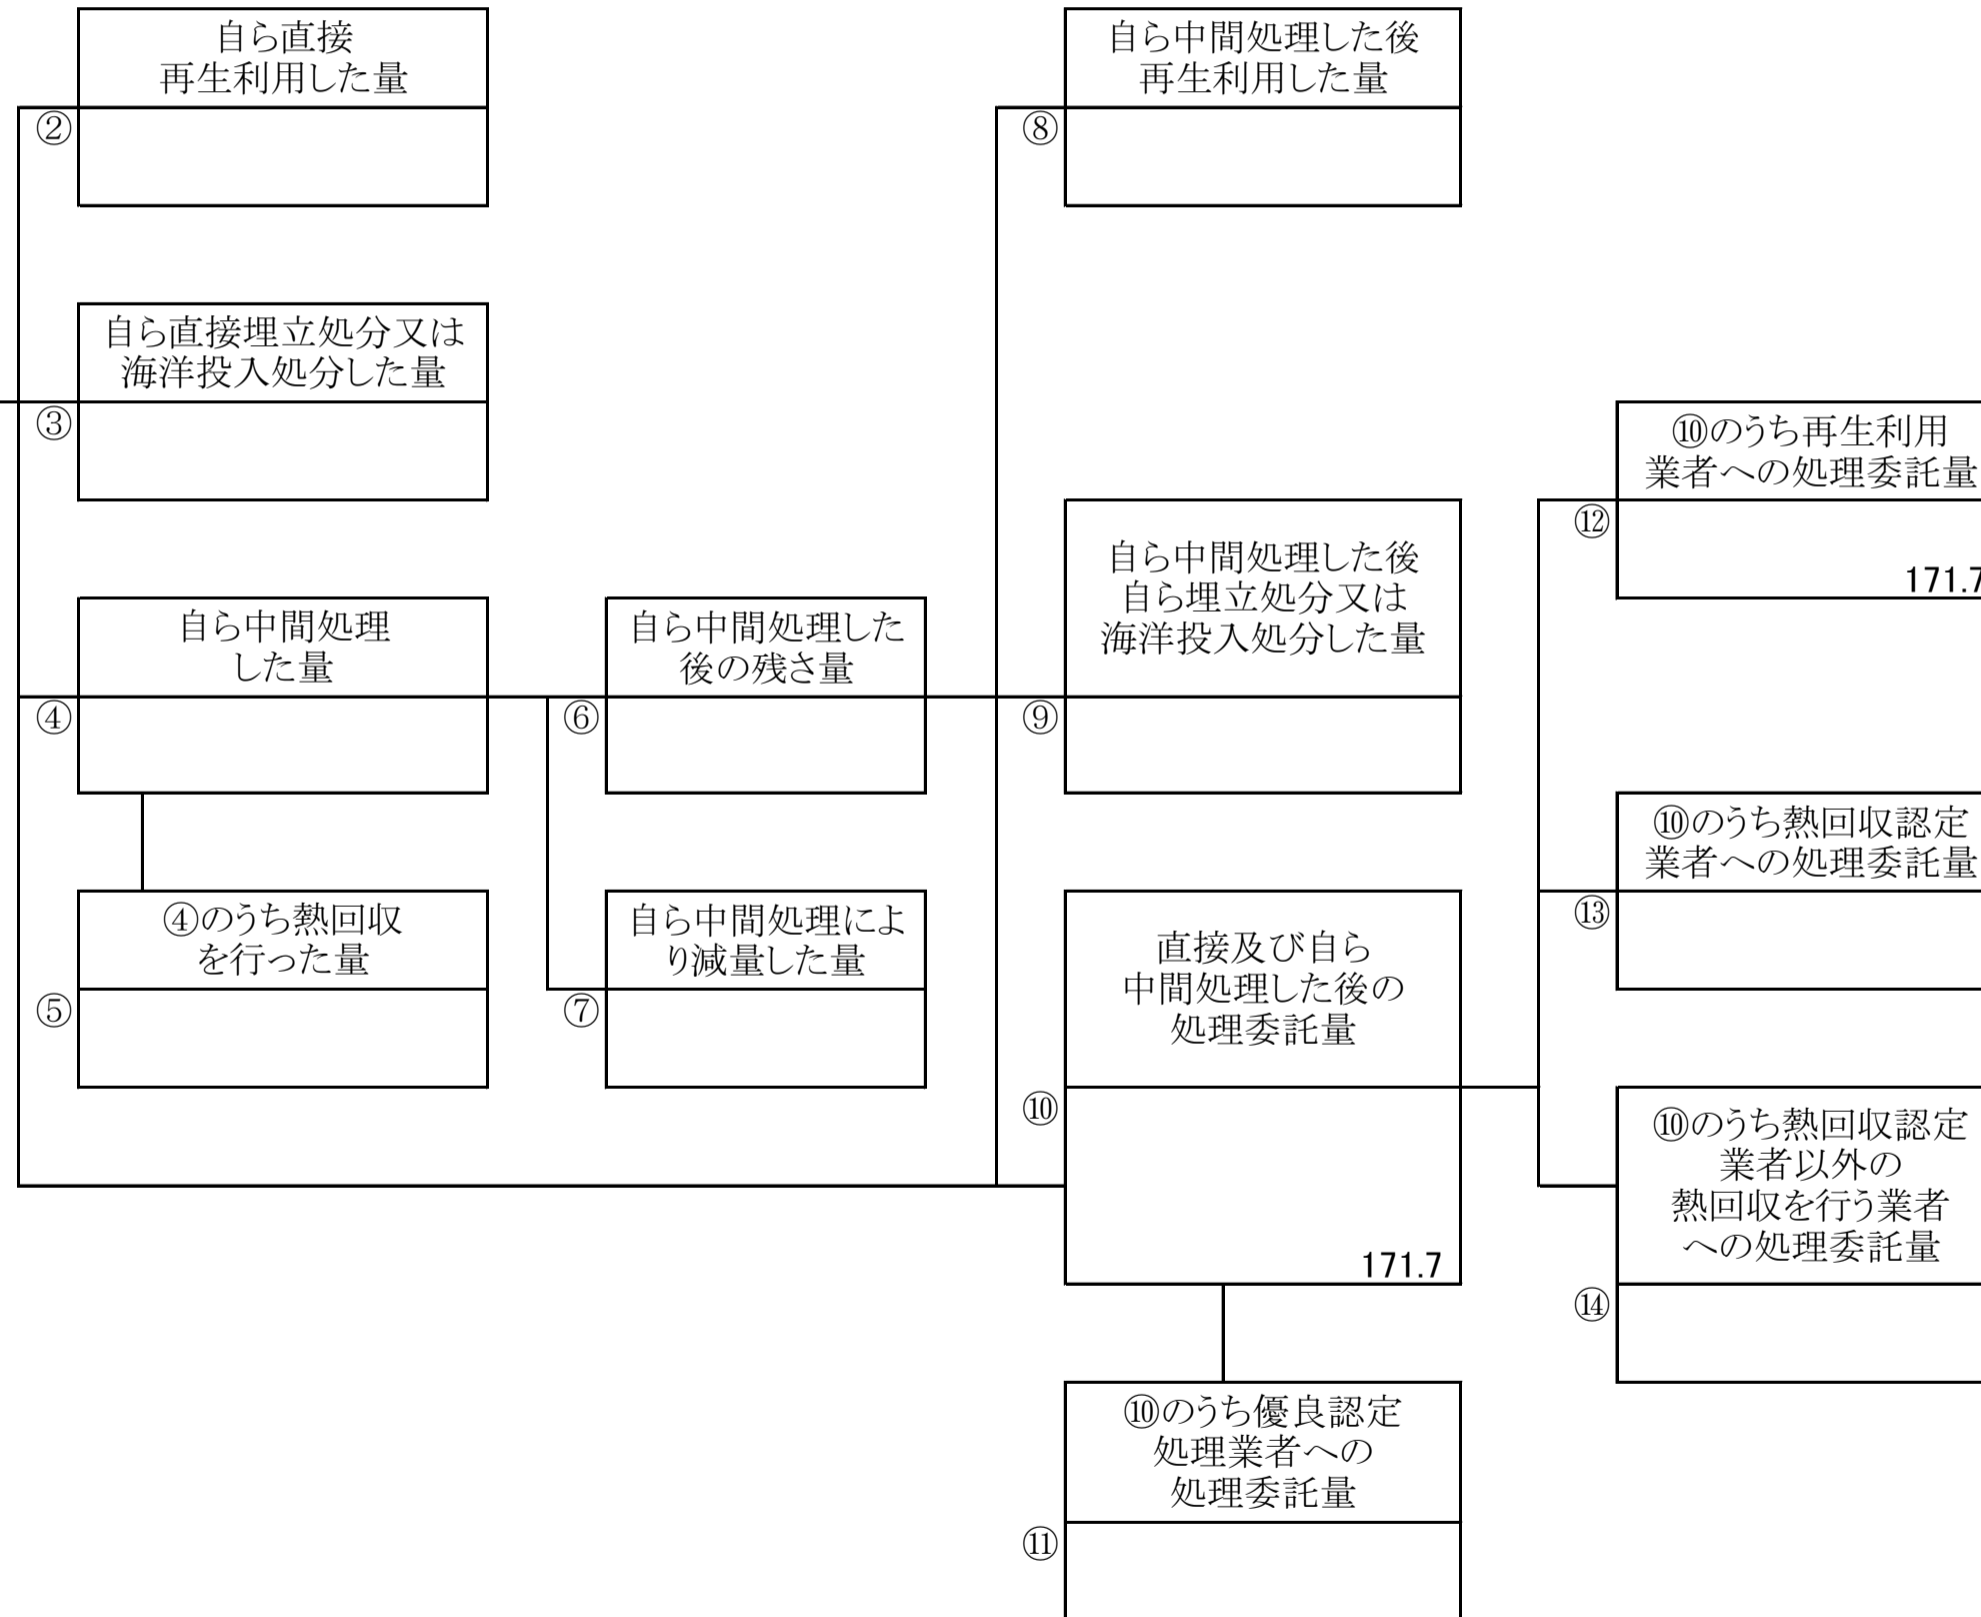 自ら直接
再生利用した量
②
自ら中間処理した後
再生利用した量
⑧
自ら直接埋立処分又は
海洋投入処分した量
③
⑩のうち再生利用
業者への処理委託量
⑫
171.7
自ら中間処理した後
自ら埋立処分又は
海洋投入処分した量
⑨
自ら中間処理
した量
④
自ら中間処理した
後の残さ量
⑥
⑩のうち熱回収認定
業者への処理委託量
⑬
④のうち熱回収
を行った量
⑤
自ら中間処理によ
り減量した量
⑦
直接及び自ら
中間処理した後の
処理委託量
⑩
171.7
⑩のうち熱回収認定
業者以外の
熱回収を行う業者
への処理委託量
⑭
⑩のうち優良認定
処理業者への
処理委託量
⑪